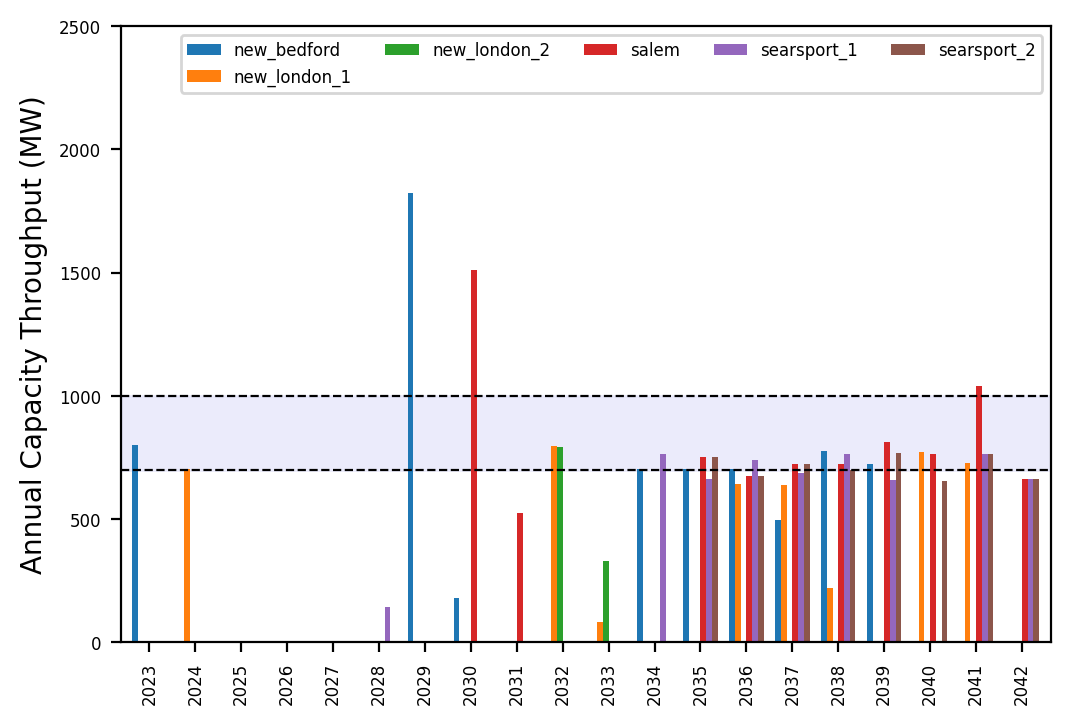 2500
new_bedford new_london_2 salem searsport_1 searsport_2
new_london_1
2000
1500
1000
500
0
Annual Capacity Throughput (MW)
2023 2024 2025 2026 2027 2028 2029 2030 2031 2032 2033 2034 2035 2036 2037 2038 2039 2040 2041 2042